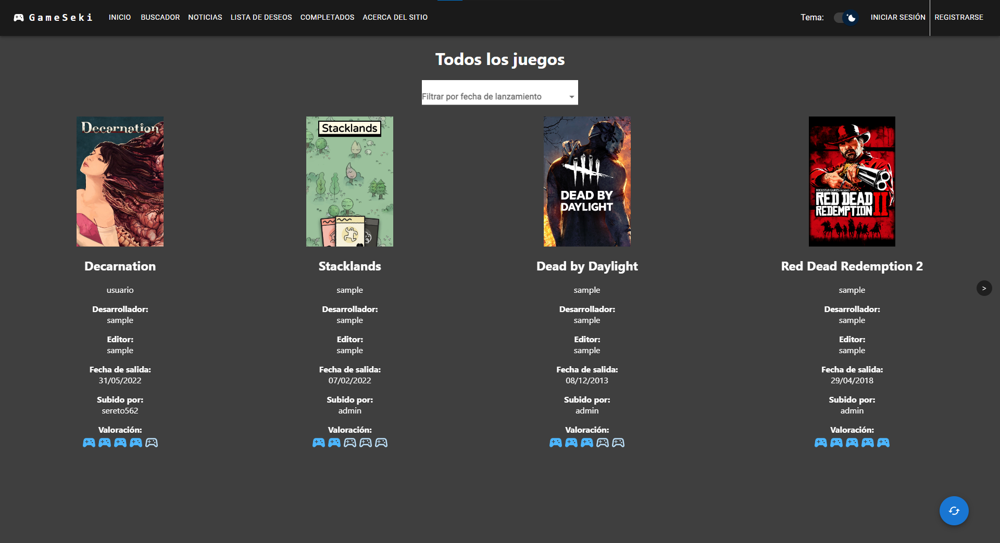 GameSeki INICIO BUSCADOR NOTICIAS LISTA DE DESEOS COMPLETADOS ACERCA DEL SITIO Tema: INICIAR SESIÓN REGISTRARSE
Todos los juegos
Filtrar por fecha de lanzamiento
Decarnation
Decarnation
usuario
Desarrollador:
sample
Editor:
sample
Fecha de salida:
31/05/2022
Subido por:
sereto562
Valoración:
Stacklands
Stacklands
sample
Desarrollador:
sample
Editor:
sample
Fecha de salida:
07/02/2022
Subido por:
admin
Valoración:
DEAD BY
DAYLIGHT
Dead by Daylight
sample
Desarrollador:
sample
Editor:
sample
Fecha de salida:
08/12/2013
Subido por:
admin
Valoración:
ROCKSTAR GAMES PRESENTS
RED DEAD
REDEMPTION II
Red Dead Redemption 2
sample
Desarrollador:
sample
Editor:
sample
Fecha de salida:
29/04/2018
Subido por:
admin
Valoración:
>